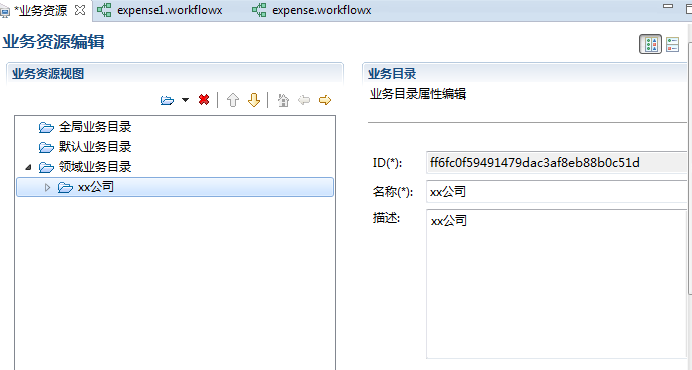 *业务资源 expense1.workflowx expense.workflowx
业务资源编辑
业务资源视图
全局业务目录
默认业务目录
领域业务目录
xx公司
业务目录
业务目录属性编辑
ID(*): ff6fc0f59491479dac3af8eb88b0c51d
名称(*): xx公司
描述: xx公司